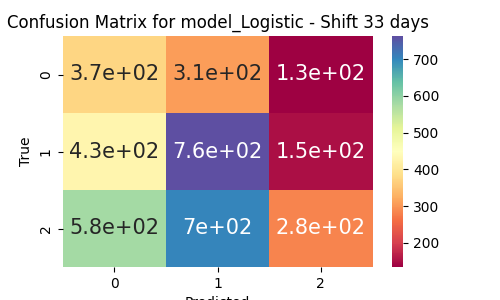 Confusion Matrix for model_Logistic - Shift 33 days
True
0 3.7e+02 3.1e+02 1.3e+02
1 4.3e+02 7.6e+02 1.5e+02
2 5.8e+02 7e+02 2.8e+02
0 1 2
Predicted
700
600
500
400
300
200